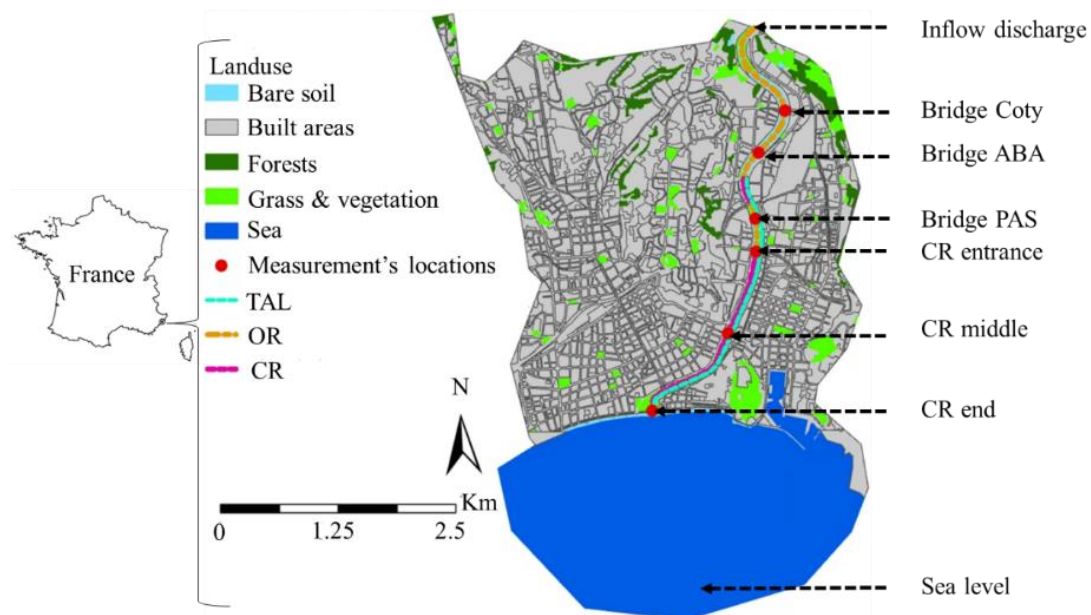 Inflow discharge
Landuse
Bare soil
Built areas
Forests
Grass & vegetation
Sea
Measurement's locations
TAL
OR
CR
France
N
Km
0
1.25
2.5
Bridge Coty
Bridge ABA
Bridge PAS
CR entrance
CR middle
CR end
Sea level